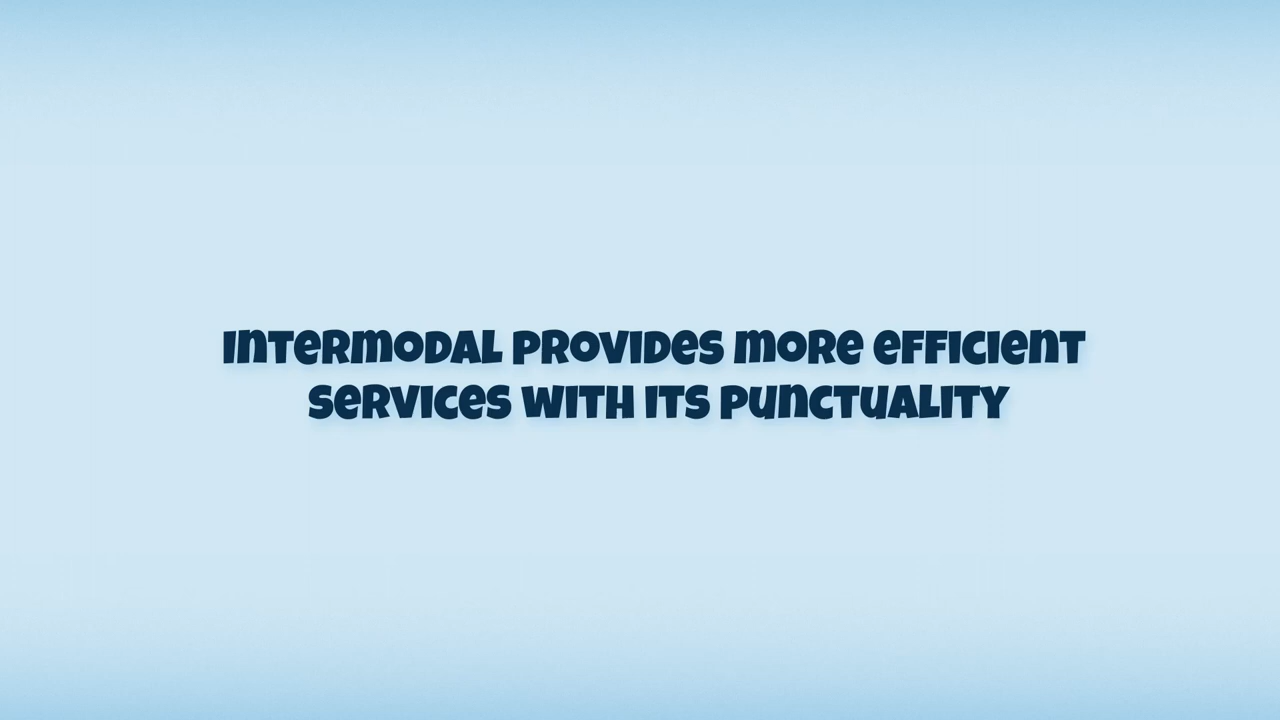 Intermodal provides more efficient
services with its punctuality